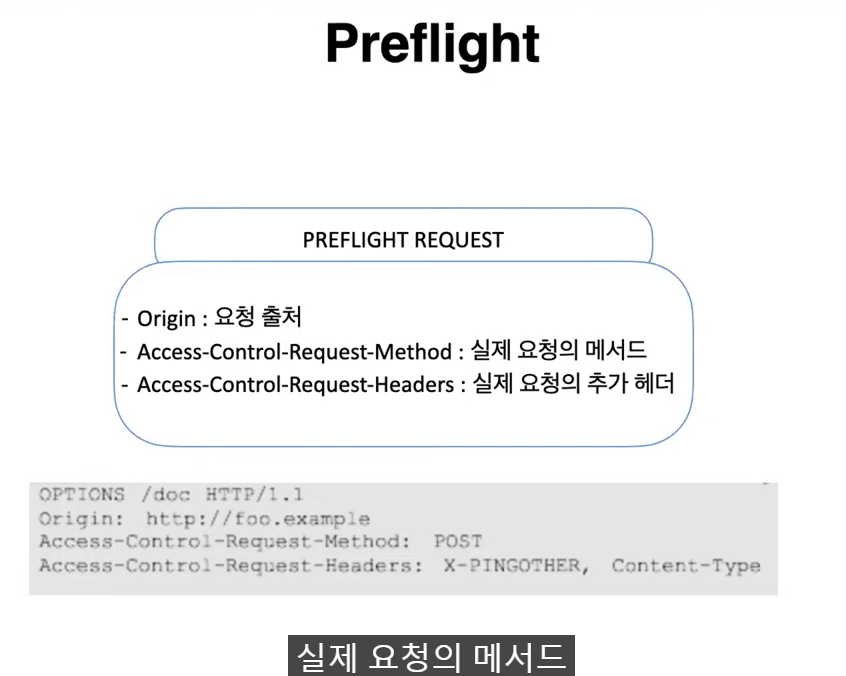 Preflight
PREFLIGHT REQUEST
- Origin : 요청 출처
- Access-Control-Request-Method : 실제 요청의 메서드
- Access-Control-Request-Headers : 실제 요청의 추가 헤더
OPTIONS /doc HTTP/1.1
Origin: http://foo.example
Access-Control-Request-Method: POST
Access-Control-Request-Headers: X-PINGOTHER, Content-Type
실제 요청의 메서드